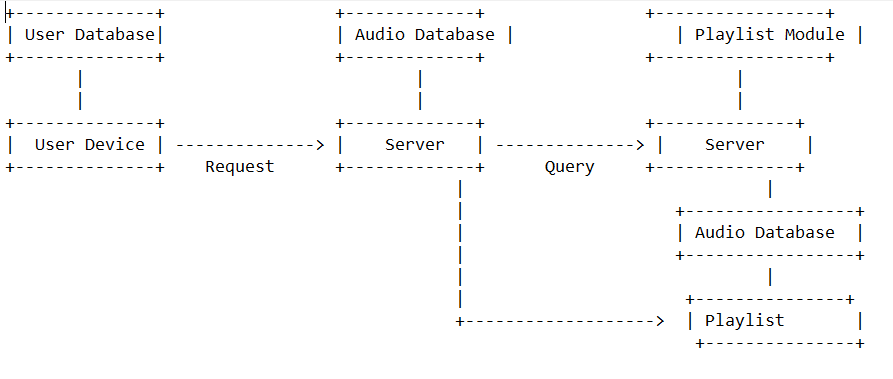 +--------------+                 +-------------+                +-----------------+
| User Database|                 | Audio Database |                | Playlist Module |
+--------------+                 +-------------+                +-----------------+
       |                                 |                               |
       |                                 |                               |
+--------------+                 +-------------+                +--------------+
|  User Device | --------------> |    Server   | --------------> |    Server    |
+--------------+    Request      +-------------+      Query     +--------------+
                                             |                              |
                                             |                     +-----------------+
                                             |                     | Audio Database  |
                                             |                     +-----------------+
                                             |                              |
                                             |                      +---------------+
                                             +------------------->  | Playlist       |
                                                                     +---------------+